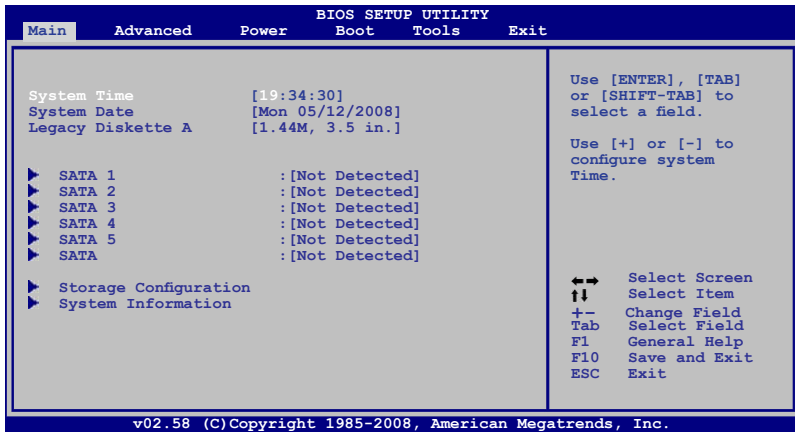 BIOS SETUP UTILITY
Main Advanced Power Boot Tools Exit
System Time [19:34:30]
System Date [Mon 05/12/2008]
Legacy Diskette A [1.44M, 3.5 in.]
SATA 1 :[Not Detected]
SATA 2 :[Not Detected]
SATA 3 :[Not Detected]
SATA 4 :[Not Detected]
SATA 5 :[Not Detected]
SATA :[Not Detected]
Storage Configuration
System Information
Use [ENTER], [TAB]
or [SHIFT-TAB] to
select a field.
Use [+] or [-] to
configure system
Time.
←→ Select Screen
↑↓ Select Item
+- Change Field
Tab Select Field
F1 General Help
F10 Save and Exit
ESC Exit
v02.58 (C)Copyright 1985-2008, American Megatrends, Inc.